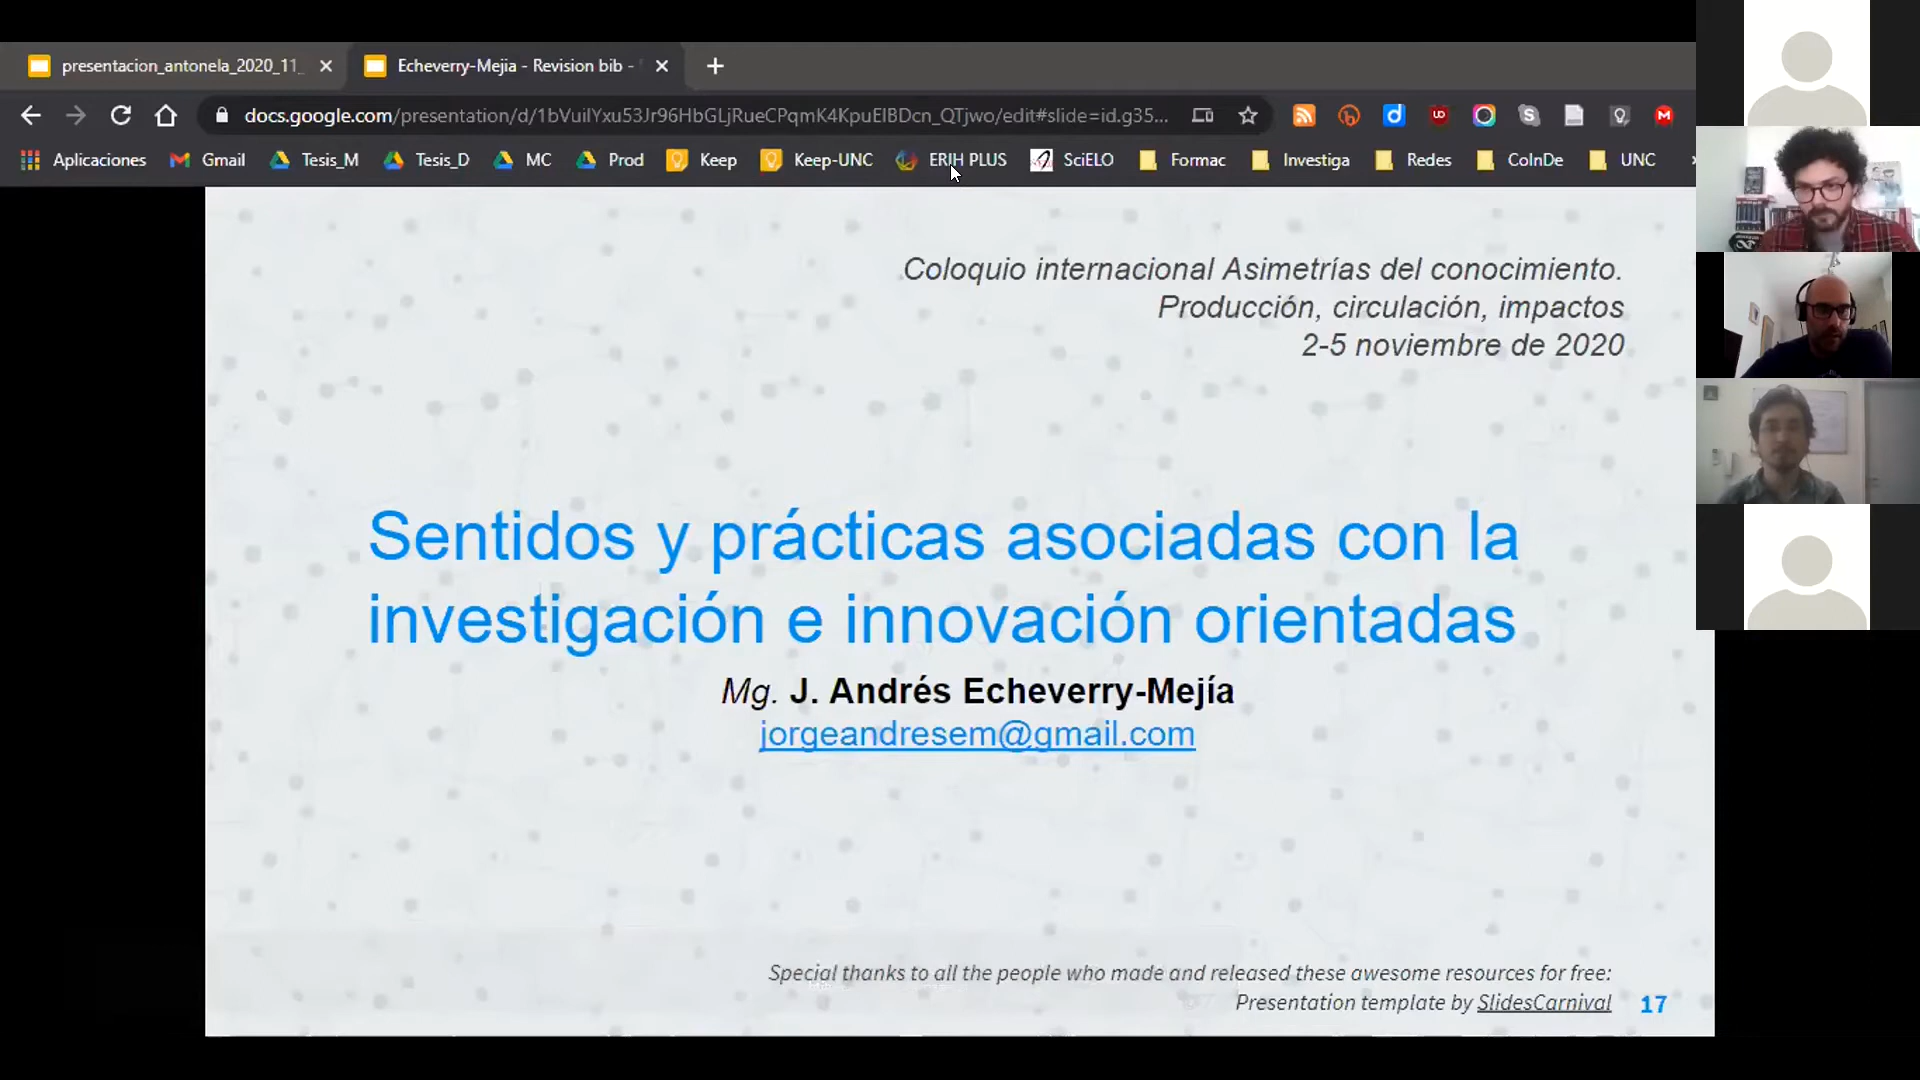 presentacion_antonela_2020_11_
Echeverry-Mejia - Revision bib -
docs.google.com/presentation/d/1bVuilYxu53Jr96HbGLjRueCPqmK4KpuElBDcn_QTjwo/edit#slide=id.g35...
Aplicaciones Gmail Tesis_M Tesis_D MC Prod Keep Keep-UNC ERIH PLUS SciELO Formac Investiga Redes CoInDe UNC
Coloquio internacional Asimetrías del conocimiento.
Producción, circulación, impactos
2-5 noviembre de 2020
Sentidos y prácticas asociadas con la
investigación e innovación orientadas
Mg. J. Andrés Echeverry-Mejía
jorgeandresem@gmail.com
Special thanks to all the people who made and released these awesome resources for free:
Presentation template by SlidesCarnival
17